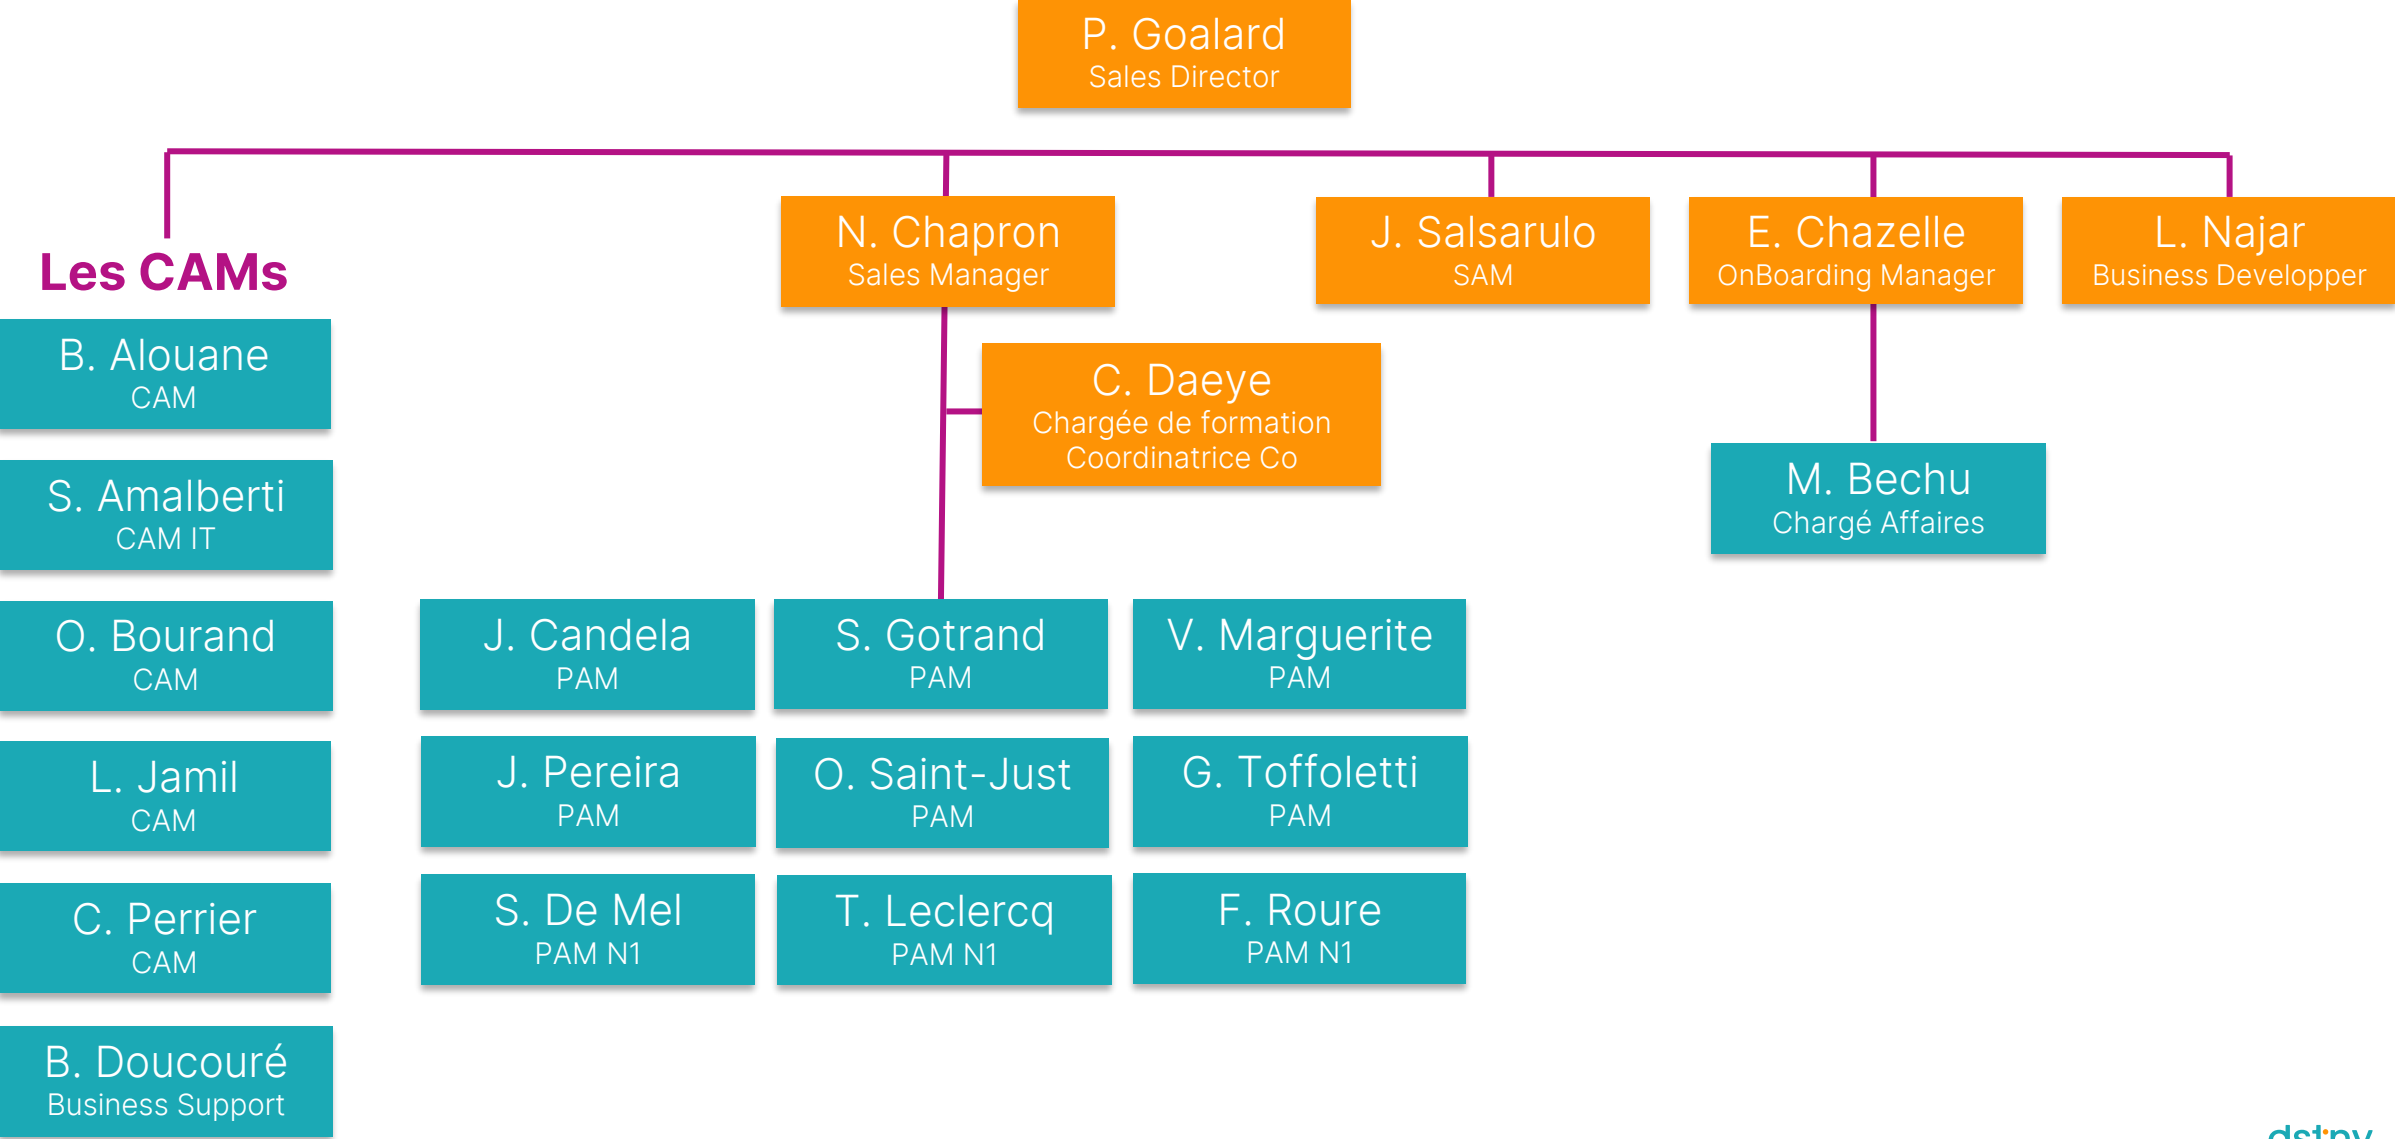 P. Goalard
Sales Director
N. Chapron
Sales Manager
J. Salsarulo
SAM
E. Chazelle
OnBoarding Manager
L. Najar
Business Developper
Les CAMs
B. Alouane
CAM
S. Amalberti
CAM IT
O. Bourand
CAM
L. Jamil
CAM
C. Perrier
CAM
B. Doucouré
Business Support
C. Daeye
Chargée de formation
Coordinatrice Co
M. Bechu
Chargé Affaires
J. Candela
PAM
S. Gotrand
PAM
V. Marguerite
PAM
J. Pereira
PAM
O. Saint-Just
PAM
G. Toffoletti
PAM
S. De Mel
PAM N1
T. Leclercq
PAM N1
F. Roure
PAM N1
dstny